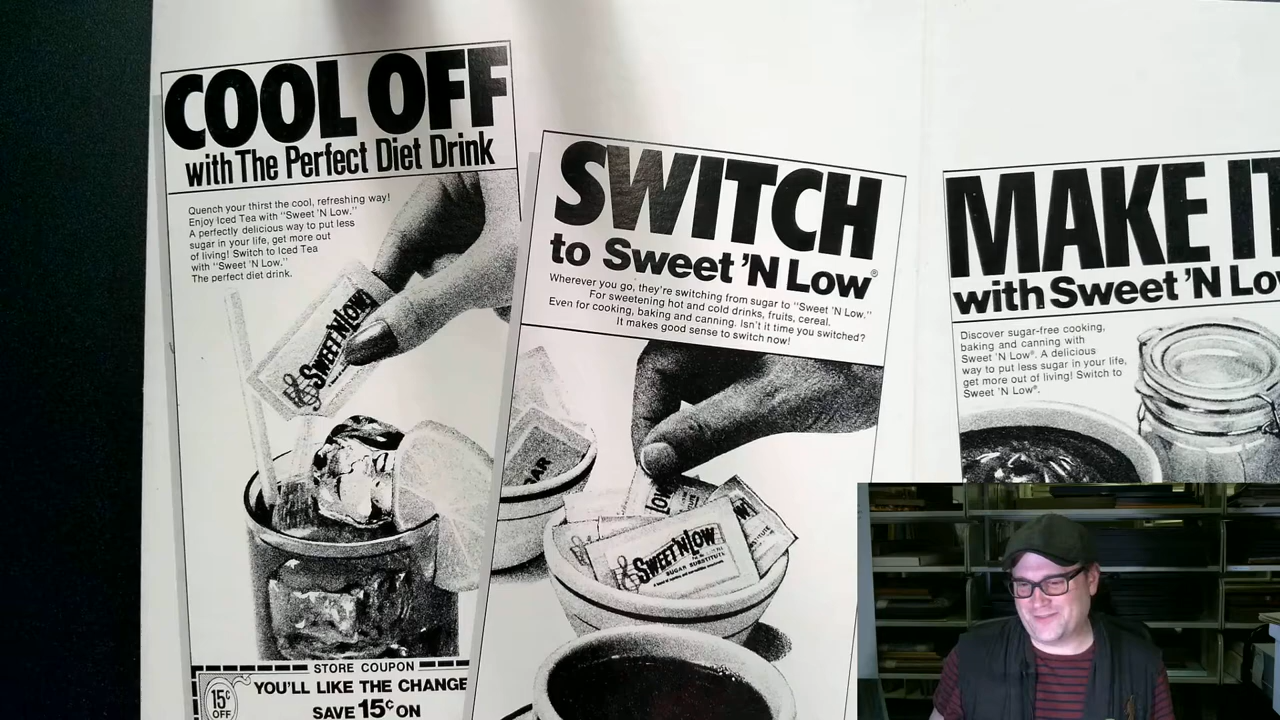 COOL OFF
with The Perfect Diet Drink
Quench your thirst the cool, refreshing way!
Enjoy Iced Tea with "Sweet 'N Low."
A perfectly delicious way to put less
sugar in your life, get more out
of living! Switch to Iced Tea
with "Sweet 'N Low."
The perfect diet drink.
SWEET'N LOW
STORE COUPON
15¢
OFF
YOU'LL LIKE THE CHANGE
SAVE 15¢ ON
SWITCH
to Sweet 'N Low®
Wherever you go, they're switching from sugar to "Sweet 'N Low."
For sweetening hot and cold drinks, fruits, cereal.
Even for cooking, baking and canning. Isn't it time you switched?
It makes good sense to switch now!
AR
SWEET'N LOW
SUGAR SUBSTITUTE
MAKE IT
with Sweet 'N Lo
Discover sugar-free cooking,
baking and canning with
Sweet 'N Low®. A delicious
way to put less sugar in your life,
get more out of living! Switch to
Sweet 'N Low®.